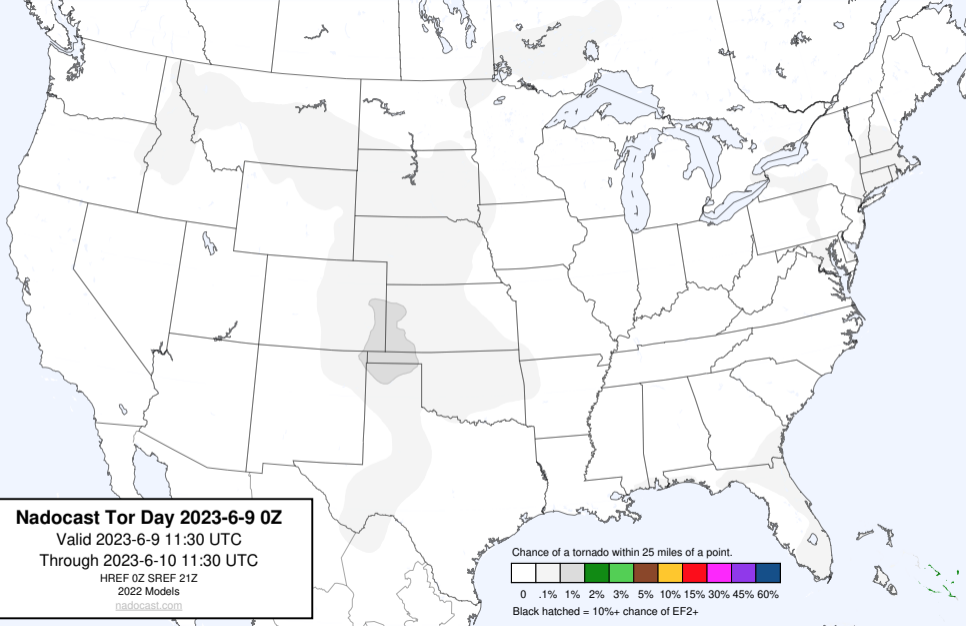 Nadocast Tor Day 2023-6-9 0Z
Valid 2023-6-9 11:30 UTC
Through 2023-6-10 11:30 UTC
HREF 0Z SREF 21Z
2022 Models
nadocast.com
Chance of a tornado within 25 miles of a point.
0 .1% 1% 2% 3% 5% 10% 15% 30% 45% 60%
Black hatched = 10%+ chance of EF2+